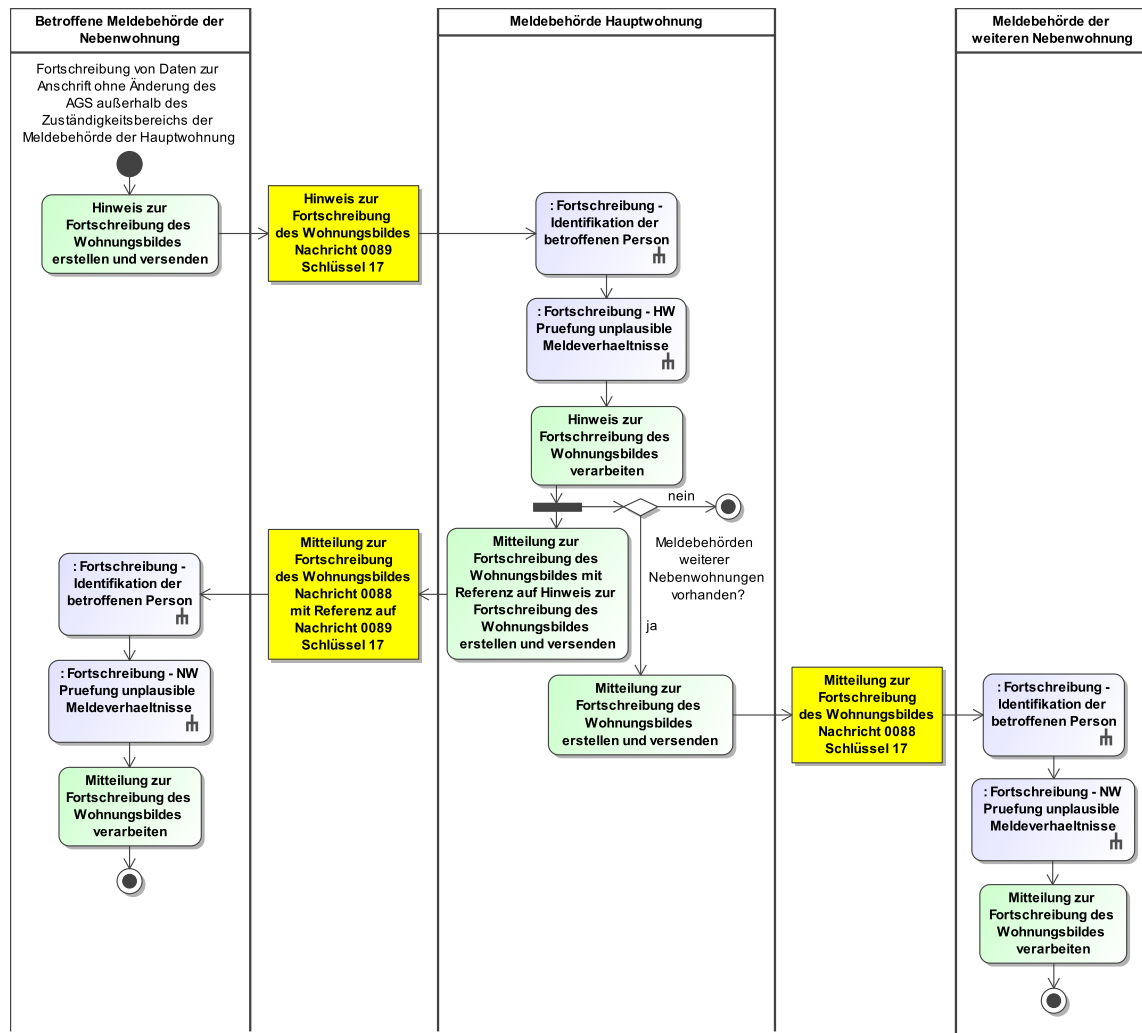 Betroffene Meldebehörde der
Nebenwohnung
Meldebehörde Hauptwohnung
Meldebehörde der
weiteren Nebenwohnung
Fortschreibung von Daten zur
Anschrift ohne Änderung des
AGS außerhalb des
Zuständigkeitsbereichs der
Meldebehörde der Hauptwohnung
Hinweis zur
Fortschreibung des
Wohnungsbildes
erstellen und versenden
Hinweis zur
Fortschreibung
des Wohnungsbildes
Nachricht 0089
Schlüssel 17
: Fortschreibung -
Identifikation der
betroffenen Person
: Fortschreibung - HW
Pruefung unplausible
Meldeverhaeltnisse
Hinweis zur
Fortschrreibung des
Wohnungsbildes
verarbeiten
nein
Meldebehörden
weiterer
Nebenwohnungen
vorhanden?
ja
Mitteilung zur
Fortschreibung des
Wohnungsbildes mit
Referenz auf Hinweis zur
Fortschreibung des
Wohnungsbildes
erstellen und versenden
Mitteilung zur
Fortschreibung
des Wohnungsbildes
Nachricht 0088
mit Referenz auf
Nachricht 0089
Schlüssel 17
: Fortschreibung -
Identifikation der
betroffenen Person
: Fortschreibung - NW
Pruefung unplausible
Meldeverhaeltnisse
Mitteilung zur
Fortschreibung des
Wohnungsbildes
verarbeiten
Mitteilung zur
Fortschreibung des
Wohnungsbildes
erstellen und versenden
Mitteilung zur
Fortschreibung
des Wohnungsbildes
Nachricht 0088
Schlüssel 17
: Fortschreibung -
Identifikation der
betroffenen Person
: Fortschreibung - NW
Pruefung unplausible
Meldeverhaeltnisse
Mitteilung zur
Fortschreibung des
Wohnungsbildes
verarbeiten